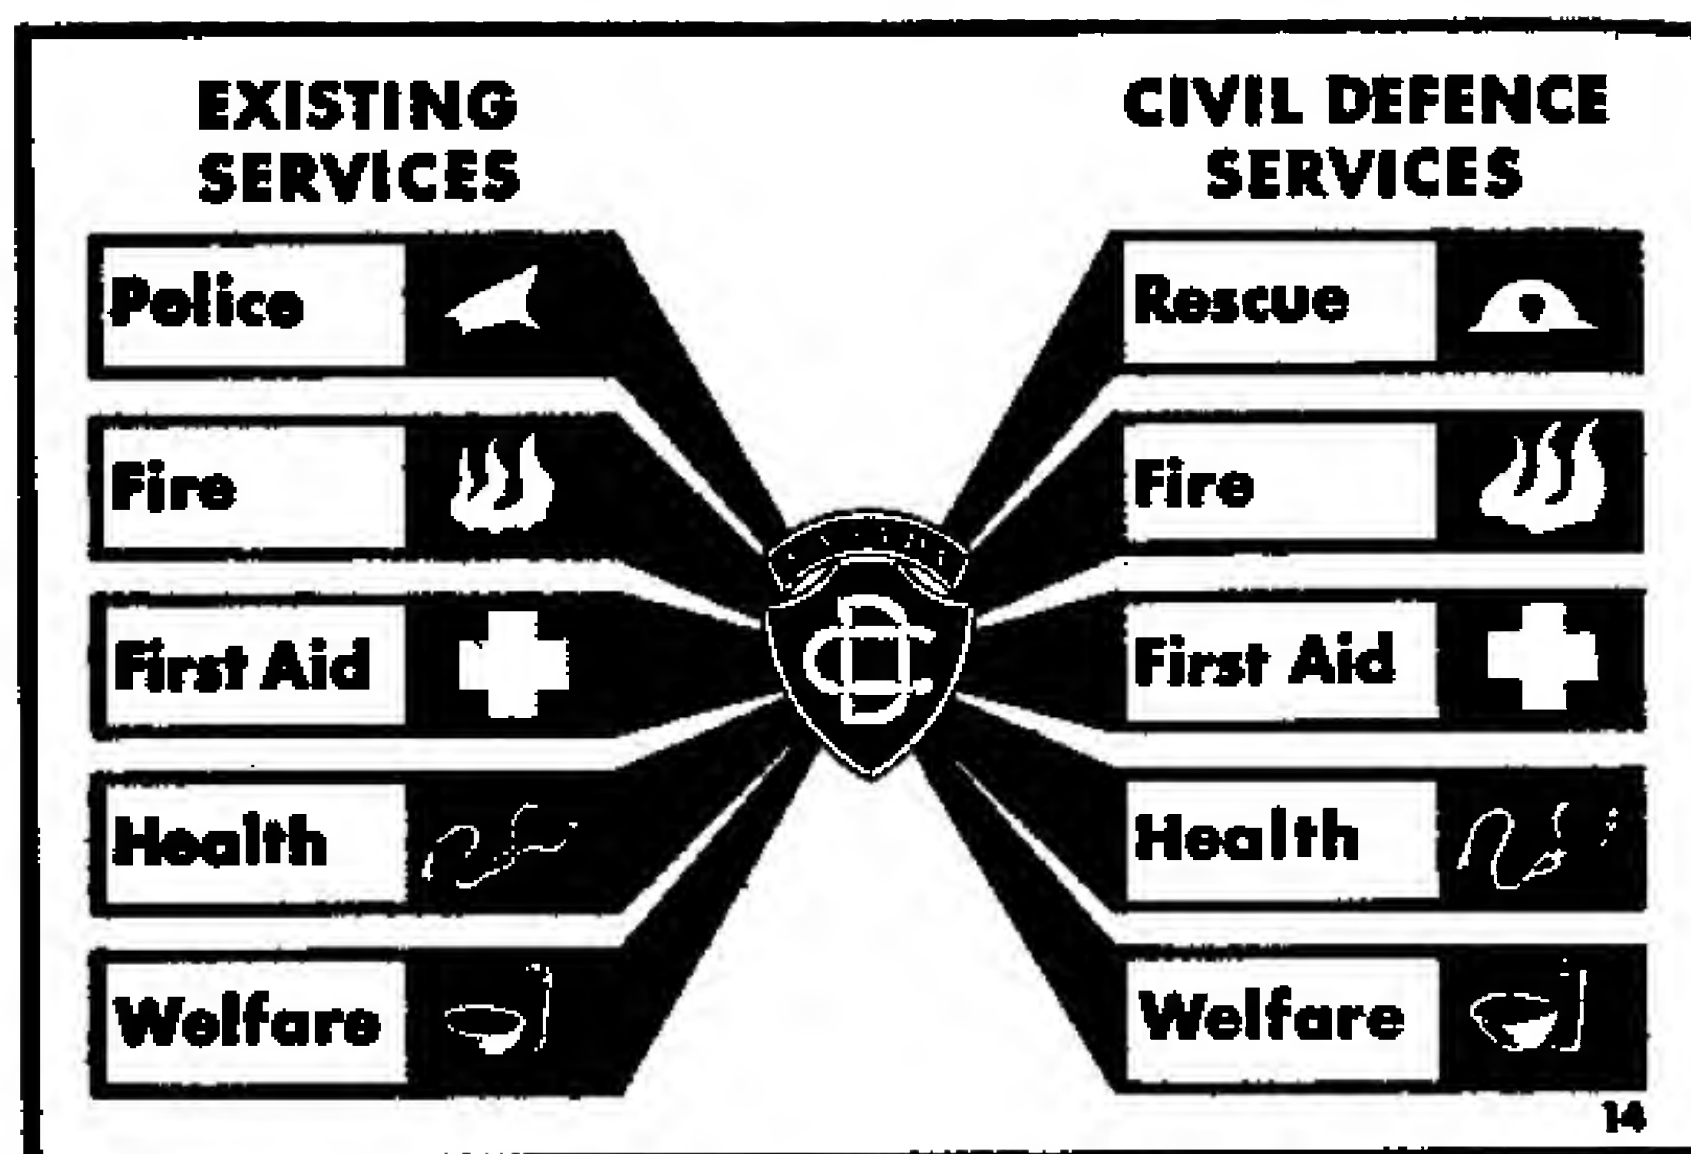 EXISTING
SERVICES
Police
Fire
First Aid
Health
Welfare
CIVIL DEFENCE
SERVICES
Rescue
Fire
First Aid
Health
Welfare
CD
14